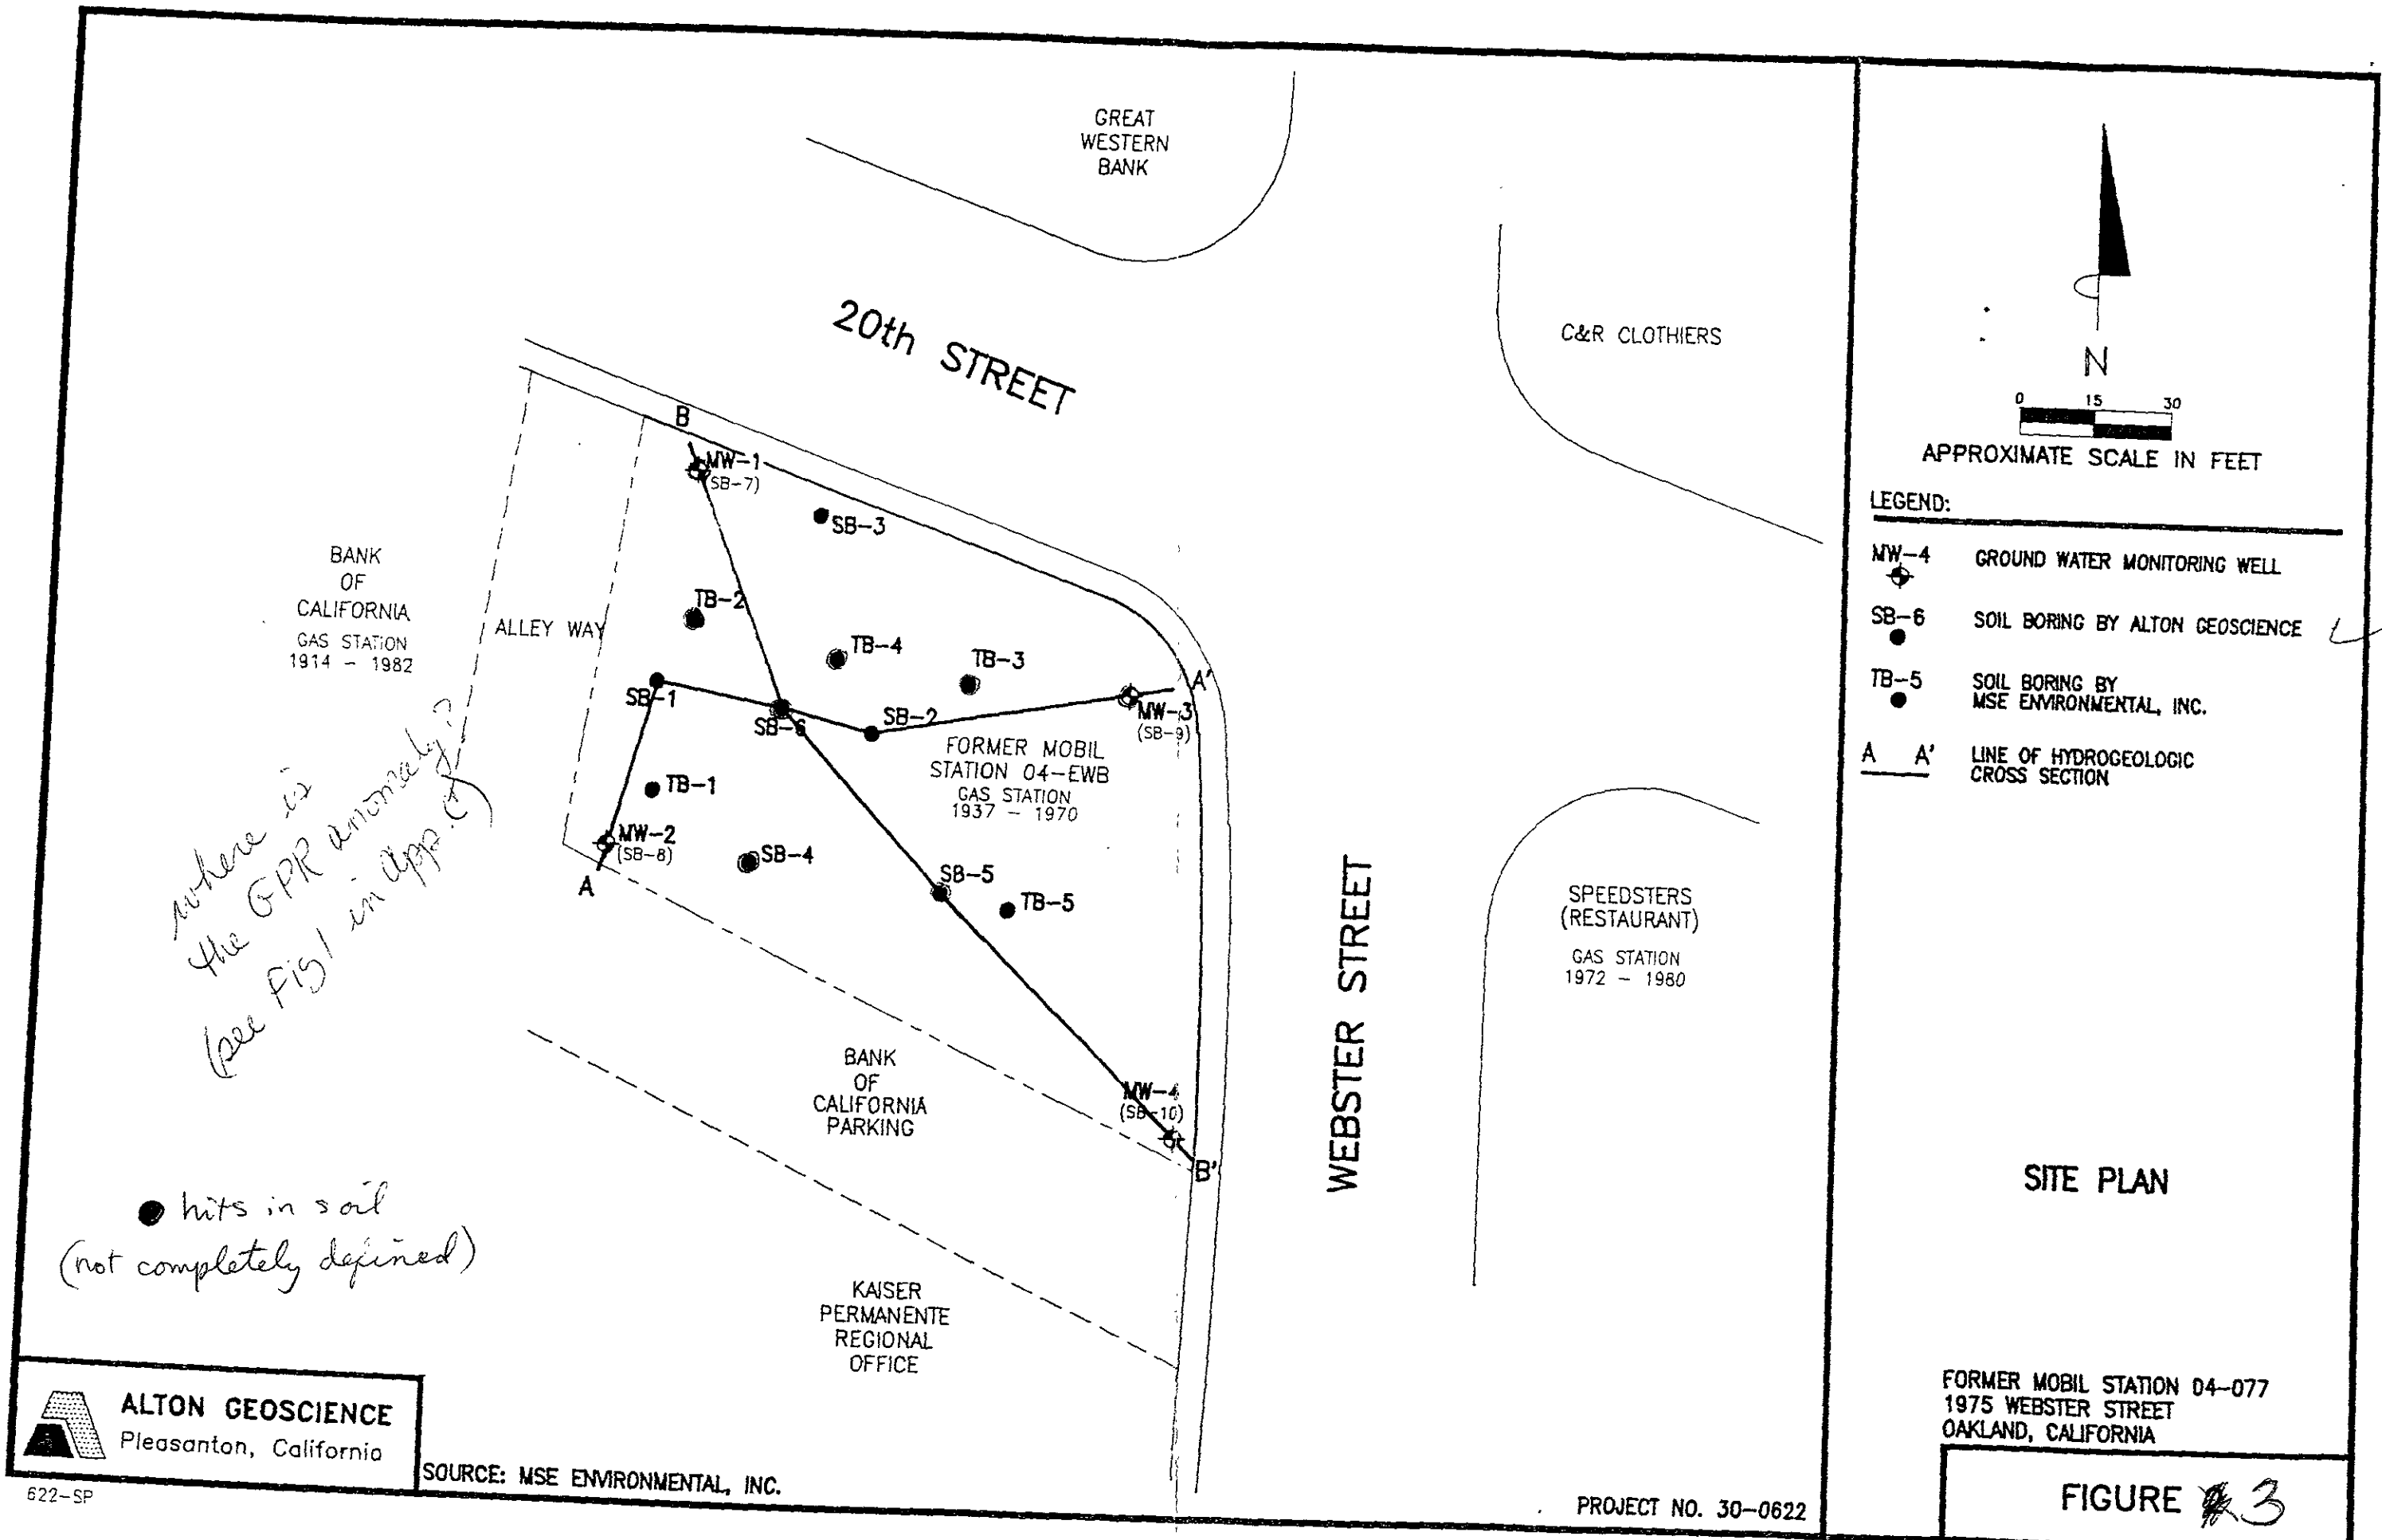 GREAT
WESTERN
BANK
20th STREET
C&R CLOTHIERS
B
MW-1
(SB-7)
SB-3
BANK
OF
CALIFORNIA
GAS STATION
1914 - 1982
ALLEY WAY
TB-2
TB-4
TB-3
A'
SB-1
SB-6
SB-2
MW-3
(SB-9)
FORMER MOBIL
STATION 04-EWB
GAS STATION
1937 - 1970
TB-1
MW-2
(SB-8)
A
SB-4
SB-5
TB-5
where is
the GPR anomaly?
(see Fig 1 in App. C)
WEBSTER STREET
SPEEDSTERS
(RESTAURANT)
GAS STATION
1972 - 1980
BANK
OF
CALIFORNIA
PARKING
MW-4
(SB-10)
B'
hits in soil
(not completely defined)
KAISER
PERMANENTE
REGIONAL
OFFICE
ALTON GEOSCIENCE
Pleasanton, California
SOURCE: MSE ENVIRONMENTAL, INC.
622-SP
PROJECT NO. 30-0622
N
0 15 30
APPROXIMATE SCALE IN FEET
LEGEND:
MW-4 GROUND WATER MONITORING WELL
SB-6 SOIL BORING BY ALTON GEOSCIENCE
TB-5 SOIL BORING BY
MSE ENVIRONMENTAL, INC.
A A' LINE OF HYDROGEOLOGIC
CROSS SECTION
SITE PLAN
FORMER MOBIL STATION 04-077
1975 WEBSTER STREET
OAKLAND, CALIFORNIA
FIGURE 3